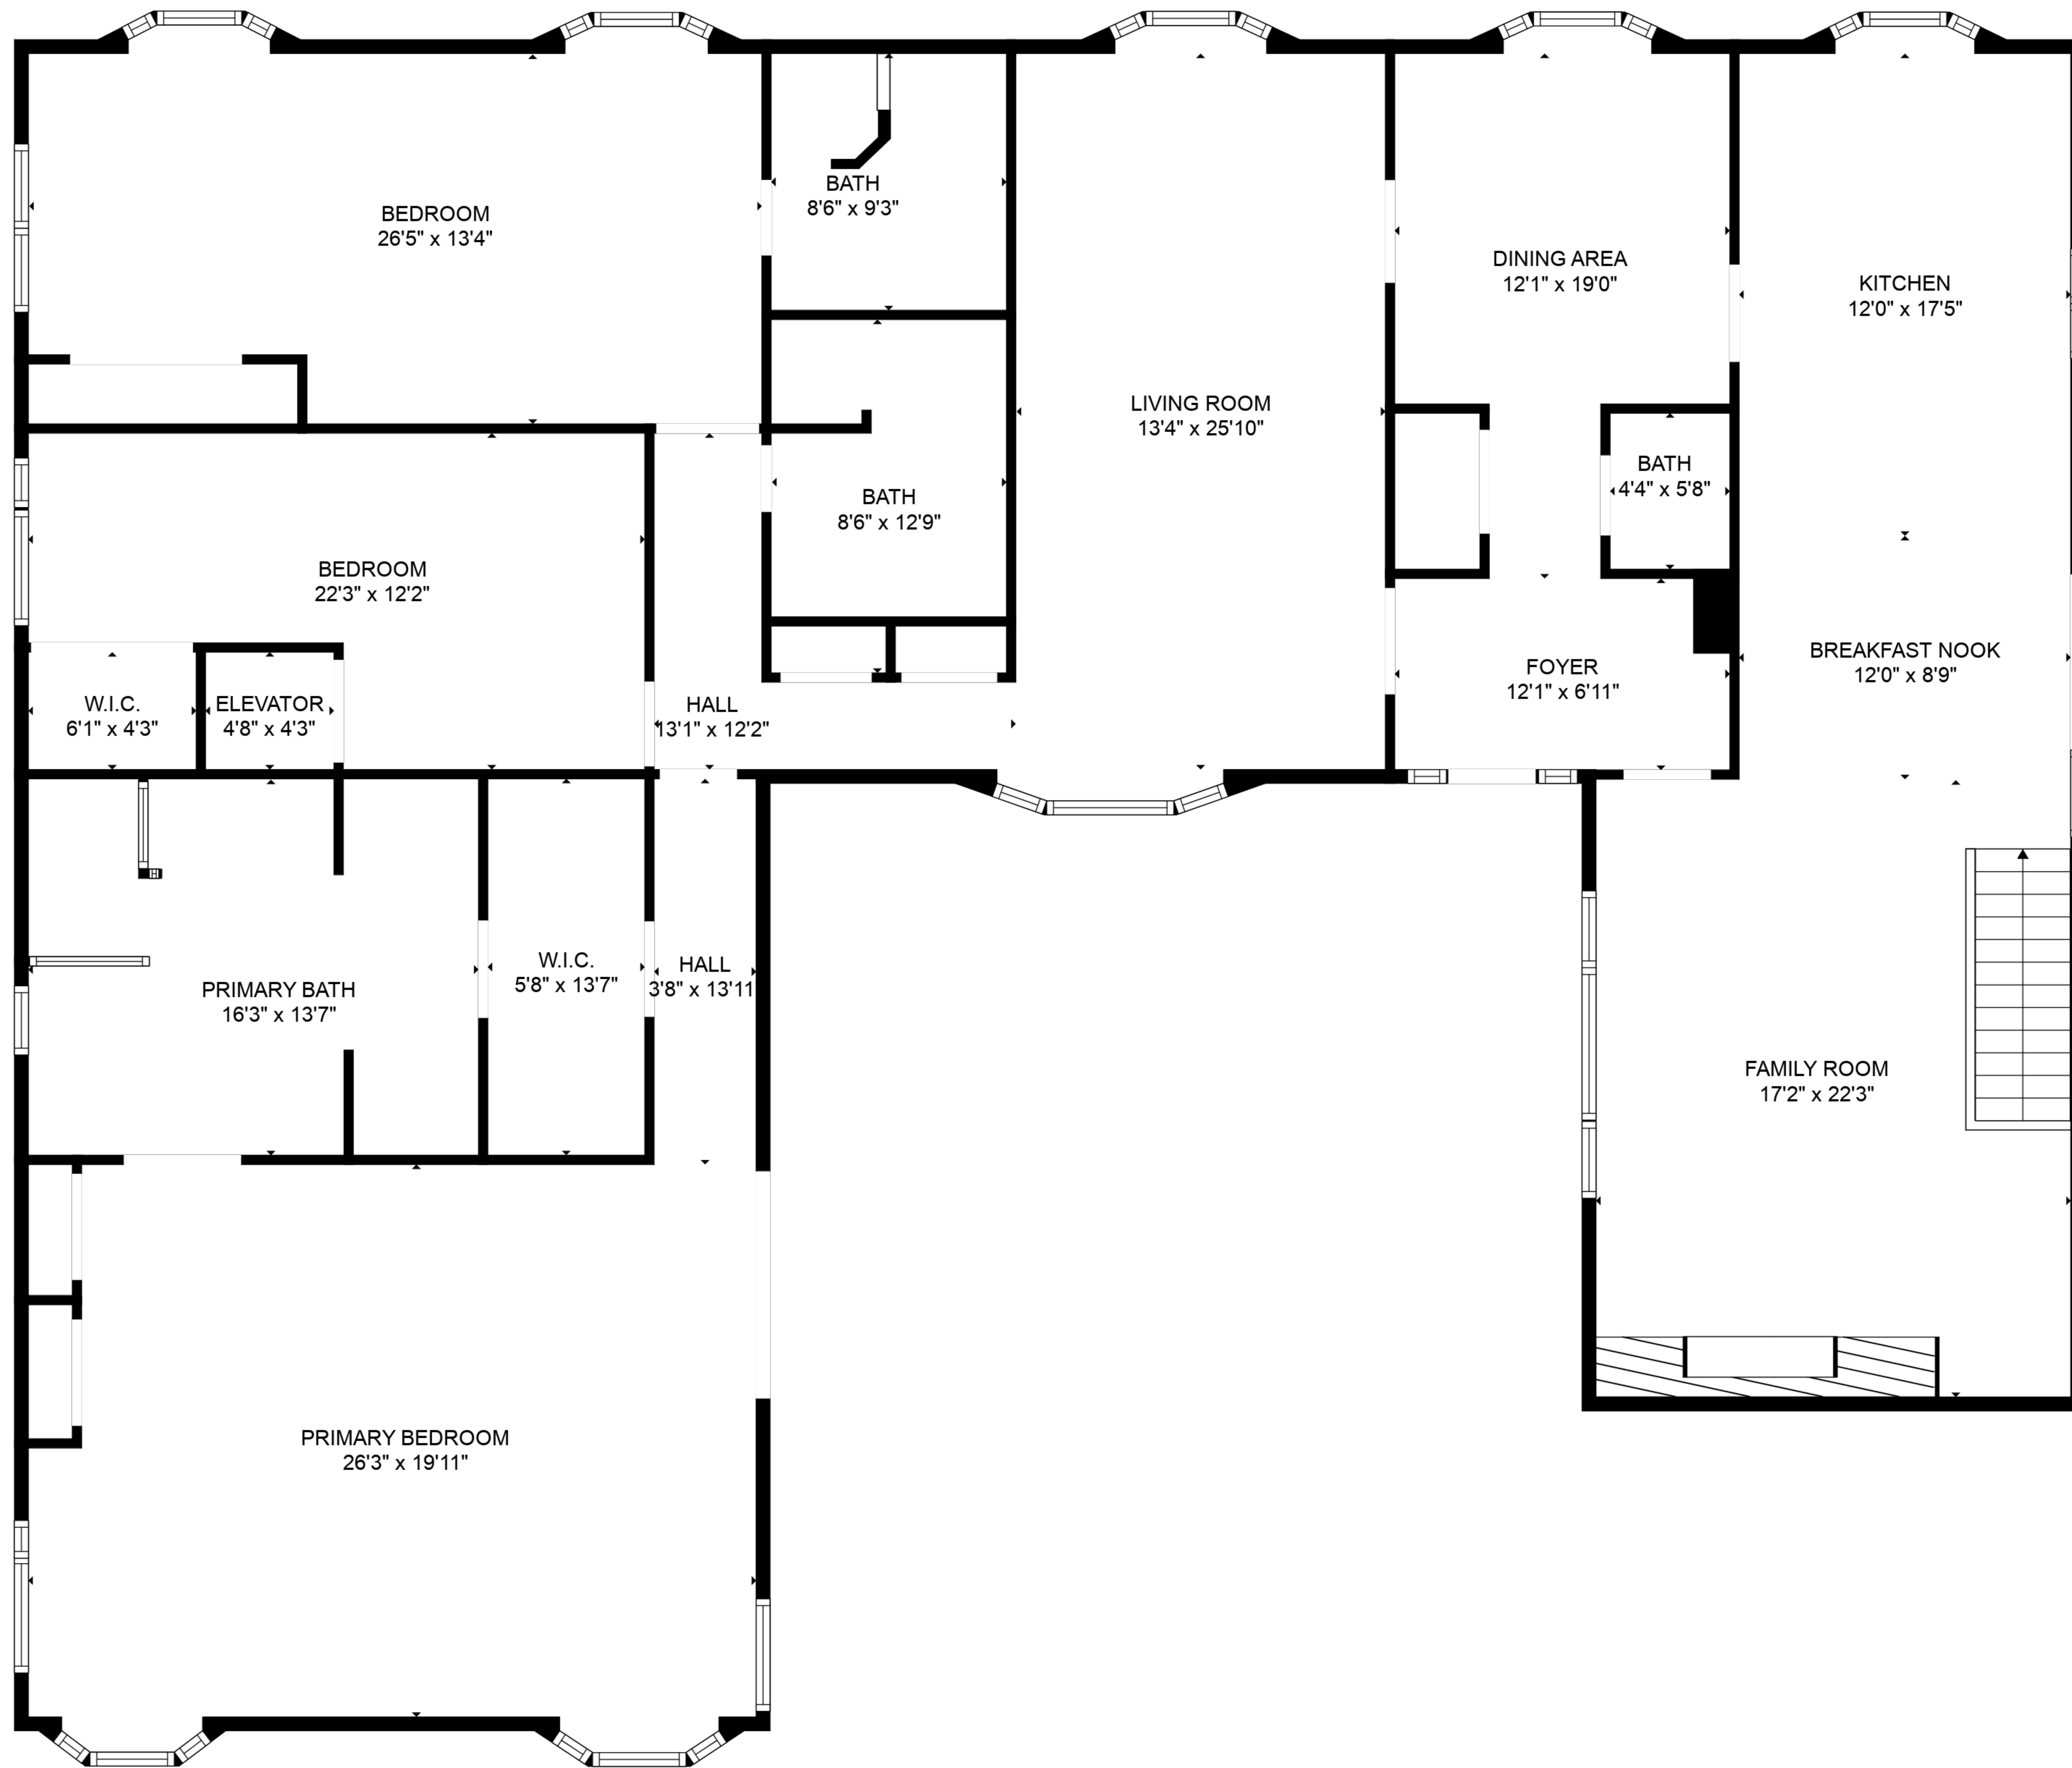 BEDROOM
26'5" x 13'4"
BATH
8'6" x 9'3"
DINING AREA
12'1" x 19'0"
KITCHEN
12'0" x 17'5"
LIVING ROOM
13'4" x 25'10"
BATH
4'4" x 5'8"
BATH
8'6" x 12'9"
BEDROOM
22'3" x 12'2"
BREAKFAST NOOK
12'0" x 8'9"
FOYER
12'1" x 6'11"
W.I.C.
6'1" x 4'3"
ELEVATOR
4'8" x 4'3"
HALL
13'1" x 12'2"
W.I.C.
5'8" x 13'7"
HALL
3'8" x 13'11
PRIMARY BATH
16'3" x 13'7"
FAMILY ROOM
17'2" x 22'3"
PRIMARY BEDROOM
26'3" x 19'11"